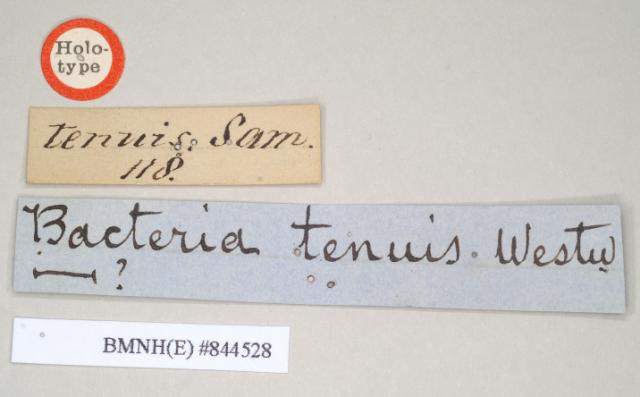 Holo-
type
tenuis. Sam.
118.
Bacteria tenuis. Westw
?
BMNH(E) #844528